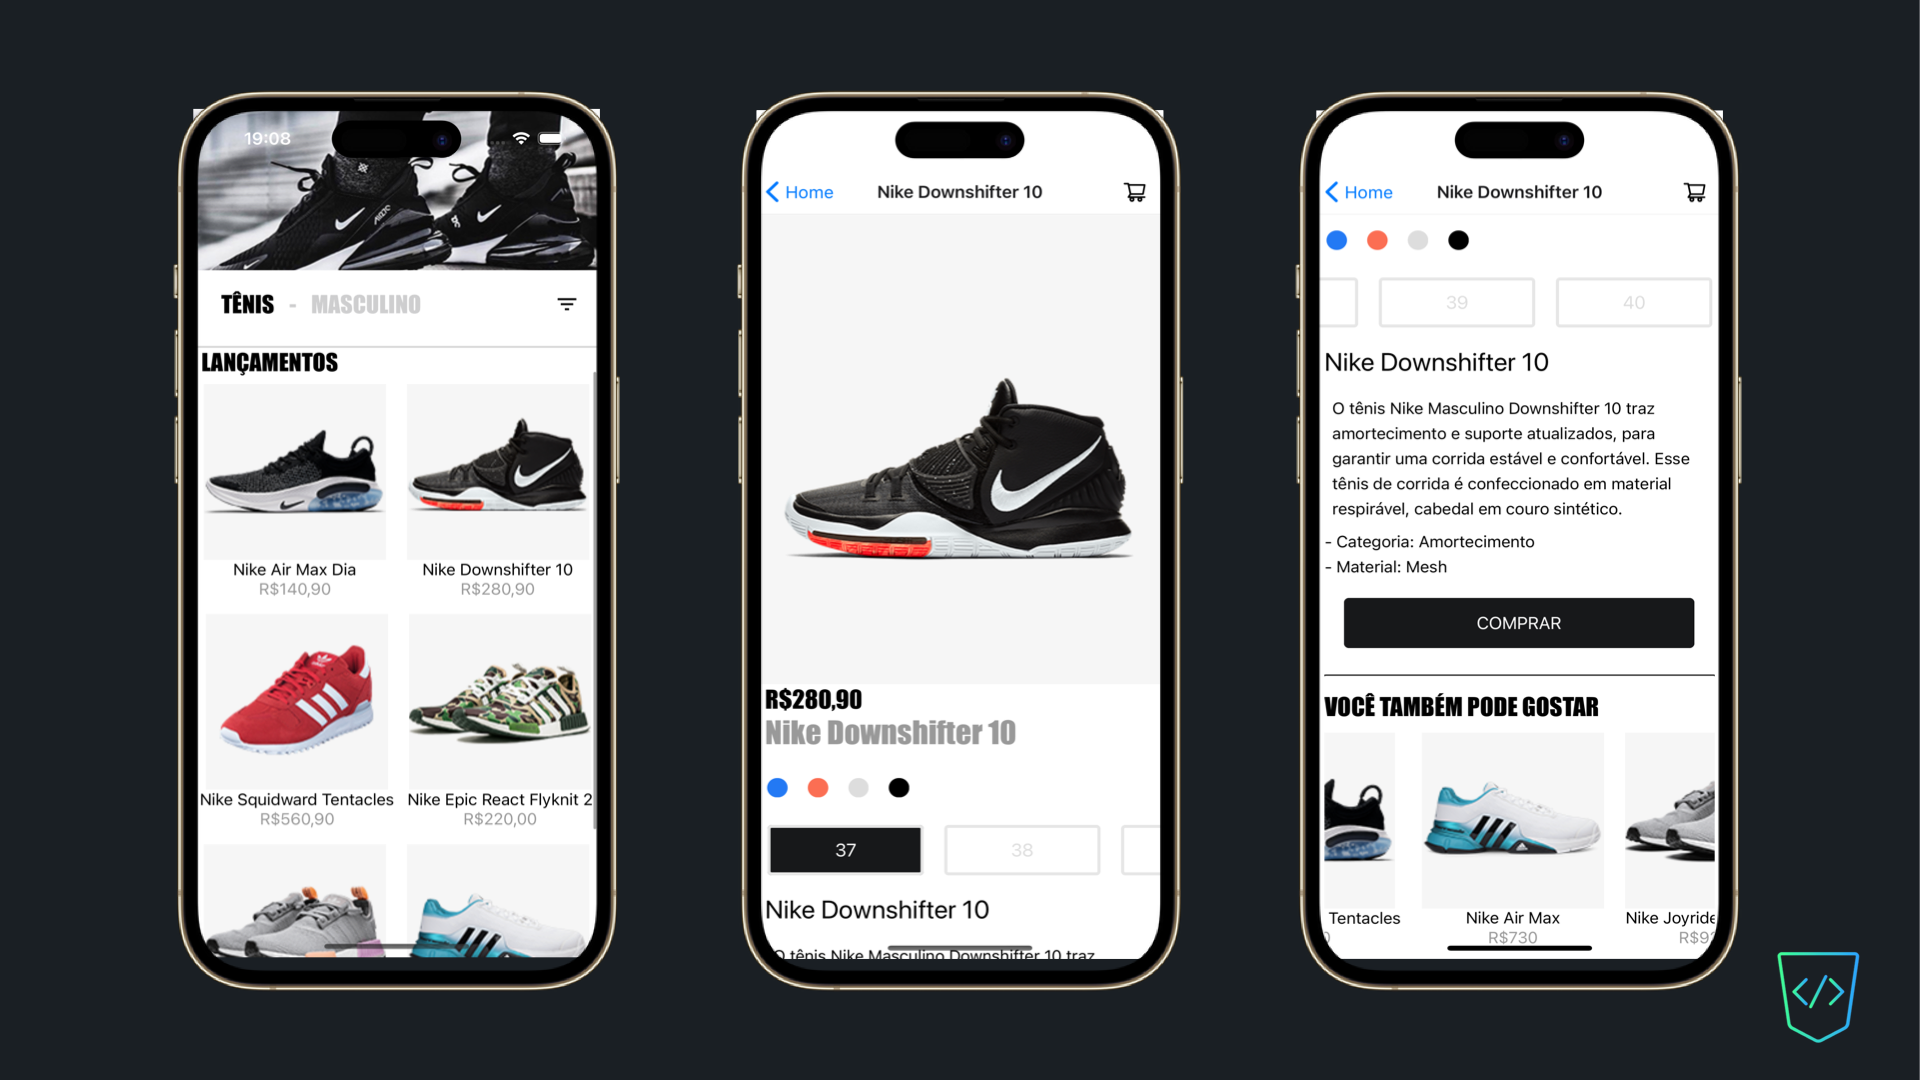 19:08
TÊNIS - MASCULINO
LANÇAMENTOS
Nike Air Max Dia
R$140,90
Nike Downshifter 10
R$280,90
Nike Squidward Tentacles
R$560,90
Nike Epic React Flyknit 2
R$220,00
Home
Nike Downshifter 10
R$280,90
Nike Downshifter 10
37
38
Nike Downshifter 10
O tênis Nike Masculino Downshifter 10 traz
Home
Nike Downshifter 10
39
40
Nike Downshifter 10
O tênis Nike Masculino Downshifter 10 traz
amortecimento e suporte atualizados, para
garantir uma corrida estável e confortável. Esse
tênis de corrida é confeccionado em material
respirável, cabedal em couro sintético.
- Categoria: Amortecimento
- Material: Mesh
COMPRAR
VOCÊ TAMBÉM PODE GOSTAR
Tentacles
Nike Air Max
R$730
Nike Joyride